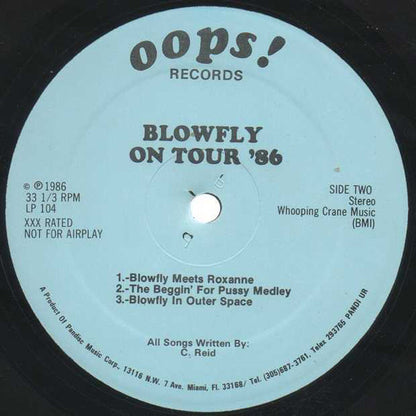 oops!
RECORDS
BLOWFLY
ON TOUR '86
© ℗ 1986
33 1/3 RPM
LP 104
XXX RATED
NOT FOR AIRPLAY
SIDE TWO
Stereo
Whooping Crane Music
(BMI)
1.-Blowfly Meets Roxanne
2.-The Beggin' For Pussy Medley
3.-Blowfly In Outer Space
All Songs Written By:
C. Reid
A Product Of Pandisc Music Corp. 13116 N.W. 7 Ave. Miami, Fl. 33168/ Tel. (305)687-3761, Telex 293765 PANDI UR